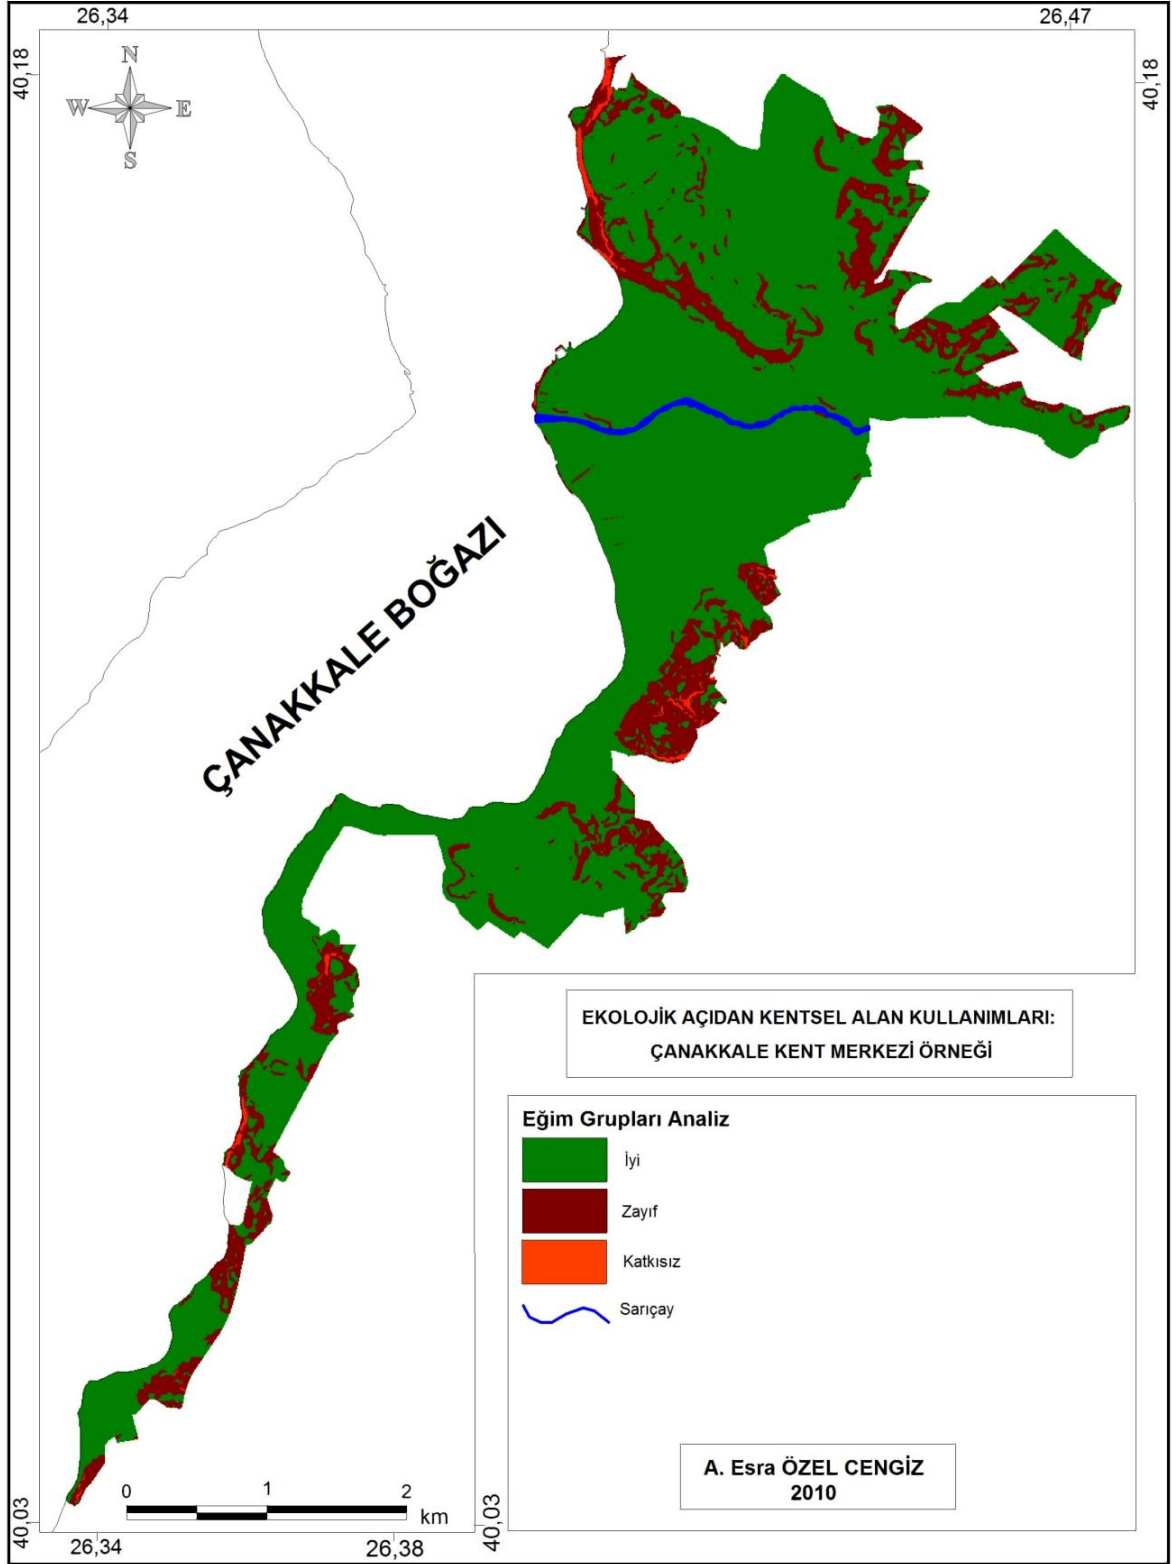 26,34
26,47
40,18
40,18
N
W
E
S
ÇANAKKALE BOĞAZI
EKOLOJİK AÇIDAN KENTSEL ALAN KULLANIMLARI:
ÇANAKKALE KENT MERKEZİ ÖRNEĞİ
Eğim Grupları Analiz
İyi
Zayıf
Katkısız
Sarıçay
A. Esra ÖZEL CENGİZ
2010
0
1
2
km
40,03
40,03
26,34
26,38